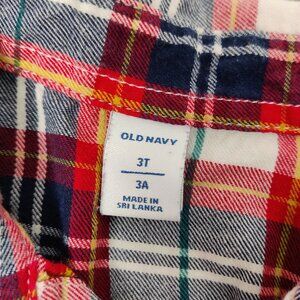 OLD NAVY
3T
3A
MADE IN
SRI LANKA